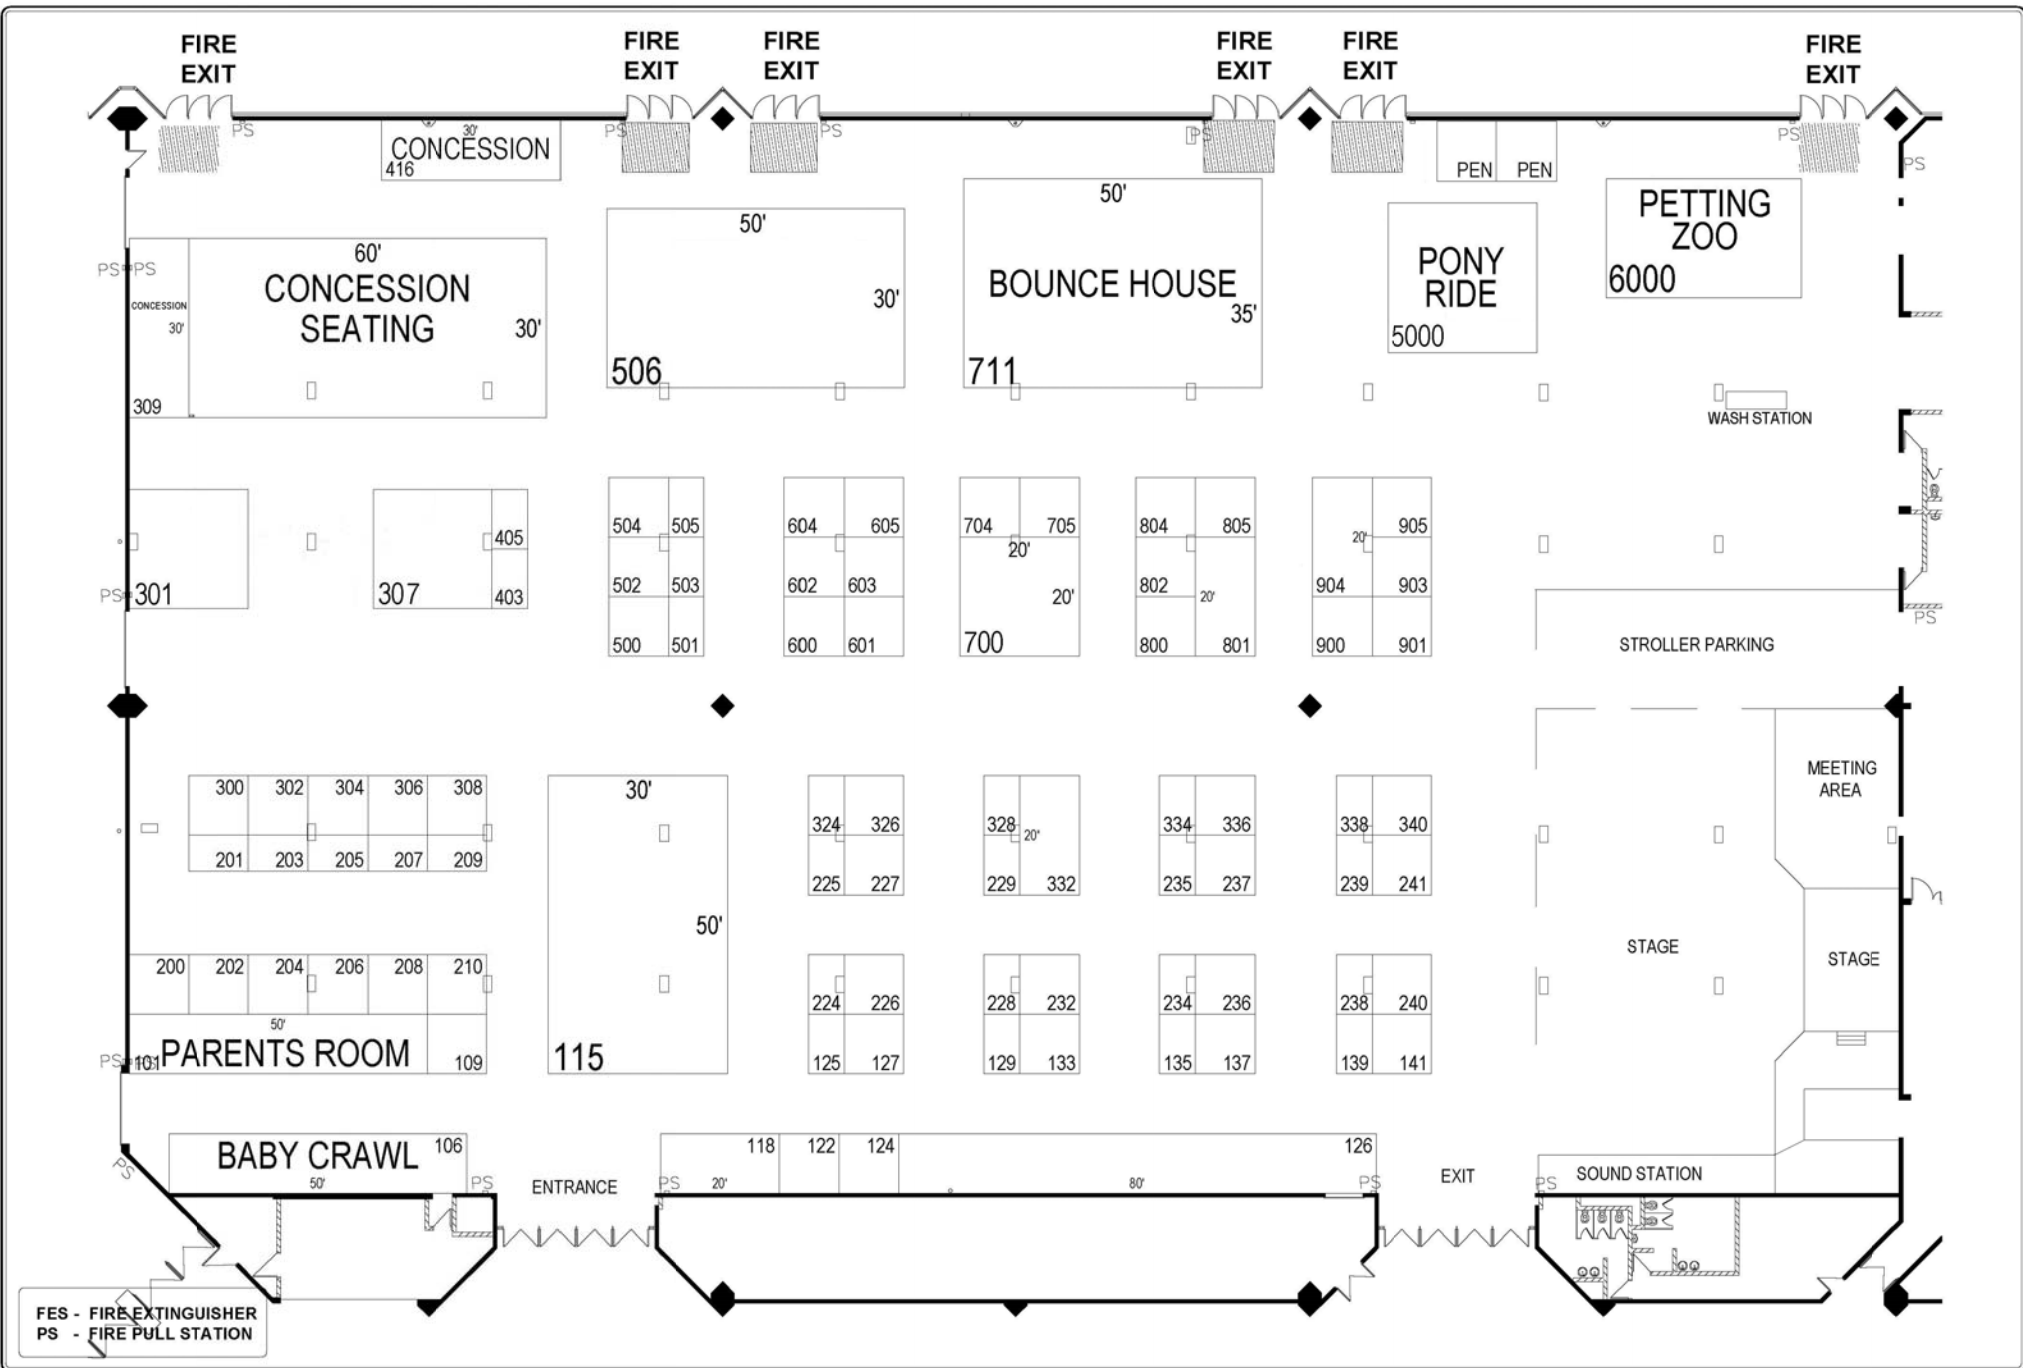 FIRE EXIT
FIRE EXIT
FIRE EXIT
FIRE EXIT
FIRE EXIT
FIRE EXIT
PS
PS
PS
PS
PS
PS
30'
CONCESSION
416
PEN PEN
50'
50'
PETTING ZOO
6000
60'
CONCESSION SEATING
30'
PS PS
CONCESSION
30'
309
30'
506
BOUNCE HOUSE
35'
711
PONY RIDE
5000
WASH STATION
301
PS
307
405
403
504 505
502 503
500 501
604 605
602 603
600 601
704 705
20'
20'
700
804 805
802
20'
800 801
905
20'
904 903
900 901
PS
STROLLER PARKING
300 302 304 306 308
201 203 205 207 209
30'
50'
115
324 326
225 227
328
20'
229 332
334 336
235 237
338 340
239 241
MEETING AREA
200 202 204 206 208 210
50'
PS PS
101
PARENTS ROOM
109
224 226
125 127
228 232
129 133
234 236
135 137
238 240
139 141
STAGE
STAGE
PS
BABY CRAWL
106
50'
PS
ENTRANCE
PS
118 122 124 126
20'
80'
PS
EXIT
PS
SOUND STATION
FES - FIRE EXTINGUISHER
PS - FIRE PULL STATION